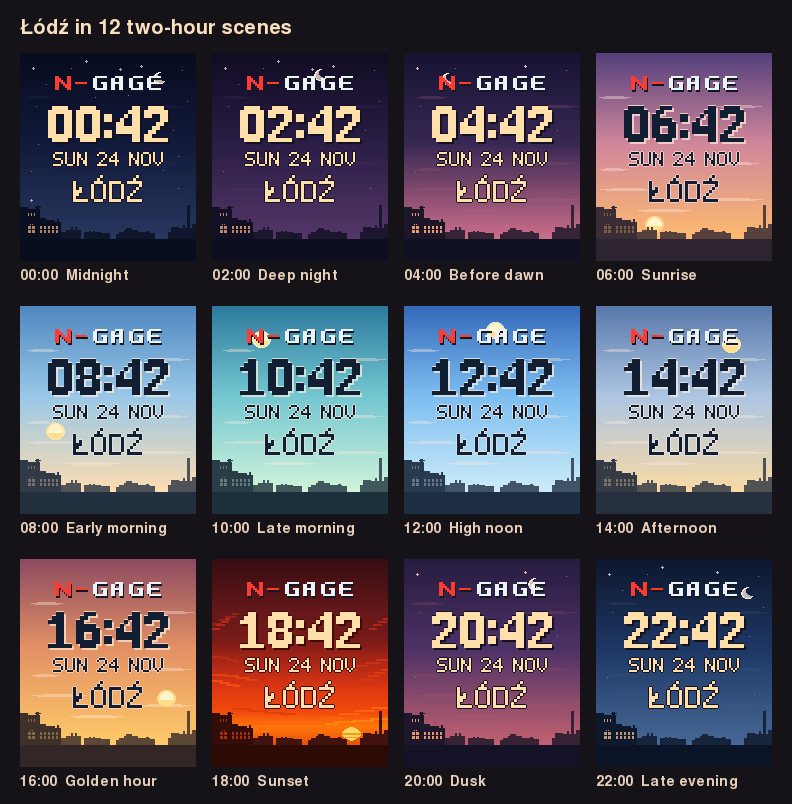 Łódź in 12 two-hour scenes
N-GAGE
00:42
SUN 24 NOV
ŁÓDŹ
00:00 Midnight
N-GAGE
02:42
SUN 24 NOV
ŁÓDŹ
02:00 Deep night
N-GAGE
04:42
SUN 24 NOV
ŁÓDŹ
04:00 Before dawn
N-GAGE
06:42
SUN 24 NOV
ŁÓDŹ
06:00 Sunrise
N-GAGE
08:42
SUN 24 NOV
ŁÓDŹ
08:00 Early morning
N-GAGE
10:42
SUN 24 NOV
ŁÓDŹ
10:00 Late morning
N-GAGE
12:42
SUN 24 NOV
ŁÓDŹ
12:00 High noon
N-GAGE
14:42
SUN 24 NOV
ŁÓDŹ
14:00 Afternoon
N-GAGE
16:42
SUN 24 NOV
ŁÓDŹ
16:00 Golden hour
N-GAGE
18:42
SUN 24 NOV
ŁÓDŹ
18:00 Sunset
N-GAGE
20:42
SUN 24 NOV
ŁÓDŹ
20:00 Dusk
N-GAGE
22:42
SUN 24 NOV
ŁÓDŹ
22:00 Late evening